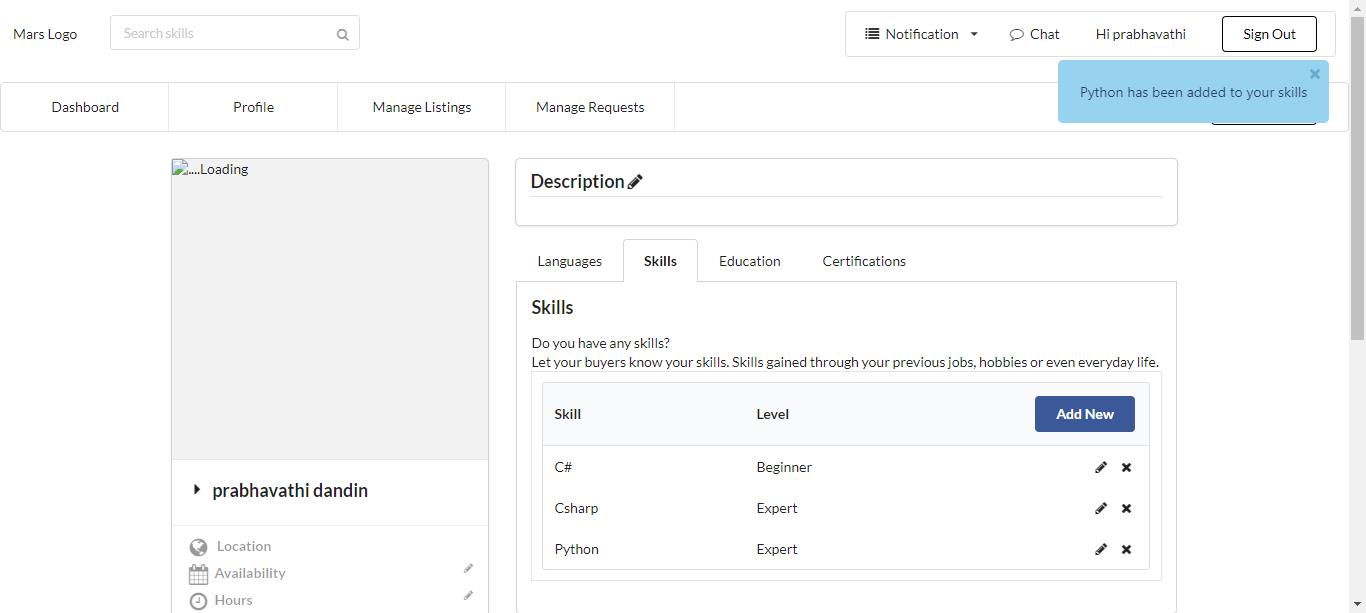 Mars Logo
Search skills
Notification
Chat
Hi prabhavathi
Sign Out
Python has been added to your skills
Dashboard
Profile
Manage Listings
Manage Requests
....Loading
Description
Languages
Skills
Education
Certifications
Skills
Do you have any skills?
Let your buyers know your skills. Skills gained through your previous jobs, hobbies or even everyday life.
Skill Level Add New
C# Beginner
Csharp Expert
Python Expert
prabhavathi dandin
Location
Availability
Hours